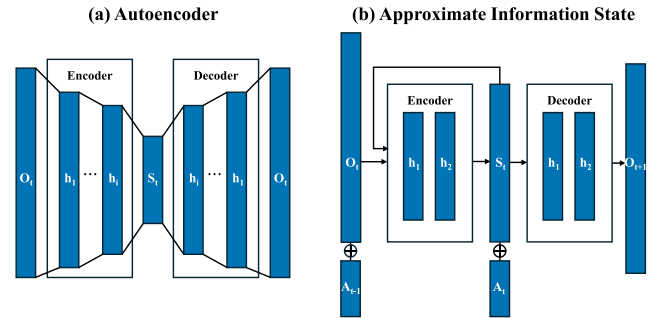 (a) Autoencoder
Encoder
Decoder
Ot
h1
...
hi
St
hi
...
h1
Ot
(b) Approximate Information State
Encoder
Decoder
Ot
h1
h2
St
h1
h2
Ot+1
At-1
At